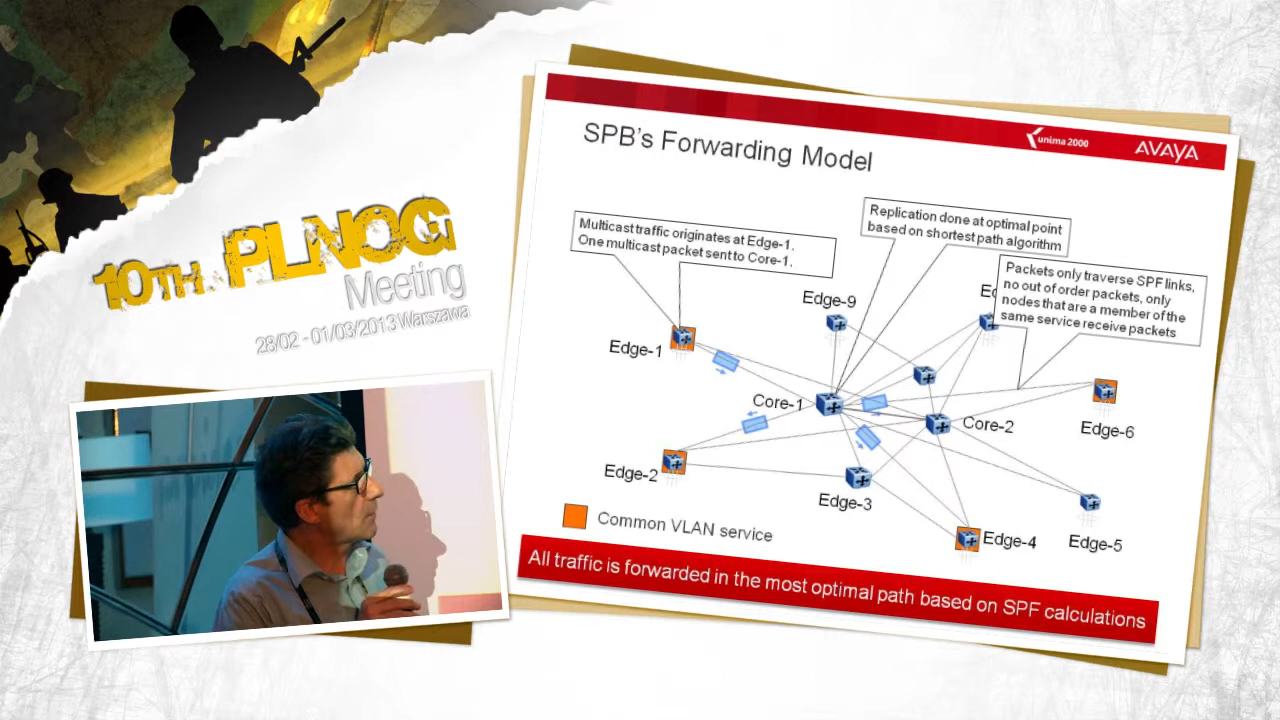 10TH PLNOG
Meeting
28/02 - 01/03/2013 Warszawa
unima 2000
AVAYA
SPB's Forwarding Model
Multicast traffic originates at Edge-1.
One multicast packet sent to Core-1.
Replication done at optimal point
based on shortest path algorithm
Packets only traverse SPF links,
no out of order packets, only
nodes that are a member of the
same service receive packets
Edge-9
Edge-1
Core-1
Core-2
Edge-6
Edge-2
Edge-3
Edge-4
Edge-5
Common VLAN service
All traffic is forwarded in the most optimal path based on SPF calculations